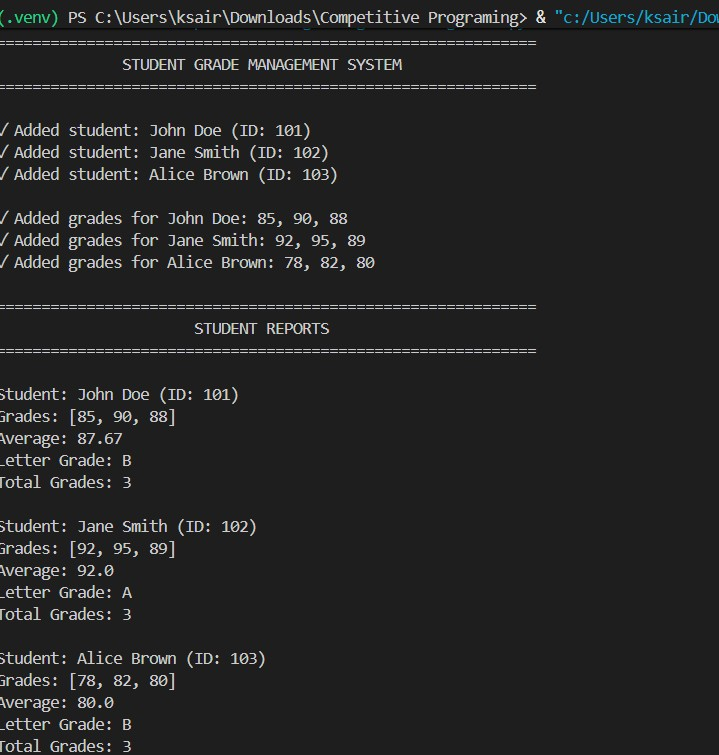 (.venv) PS C:\Users\ksair\Downloads\Competitive Programing> & "c:/Users/ksair/Dow
============================================================
STUDENT GRADE MANAGEMENT SYSTEM
============================================================
✓ Added student: John Doe (ID: 101)
✓ Added student: Jane Smith (ID: 102)
✓ Added student: Alice Brown (ID: 103)
✓ Added grades for John Doe: 85, 90, 88
✓ Added grades for Jane Smith: 92, 95, 89
✓ Added grades for Alice Brown: 78, 82, 80
============================================================
STUDENT REPORTS
============================================================
Student: John Doe (ID: 101)
Grades: [85, 90, 88]
Average: 87.67
Letter Grade: B
Total Grades: 3
Student: Jane Smith (ID: 102)
Grades: [92, 95, 89]
Average: 92.0
Letter Grade: A
Total Grades: 3
Student: Alice Brown (ID: 103)
Grades: [78, 82, 80]
Average: 80.0
Letter Grade: B
Total Grades: 3